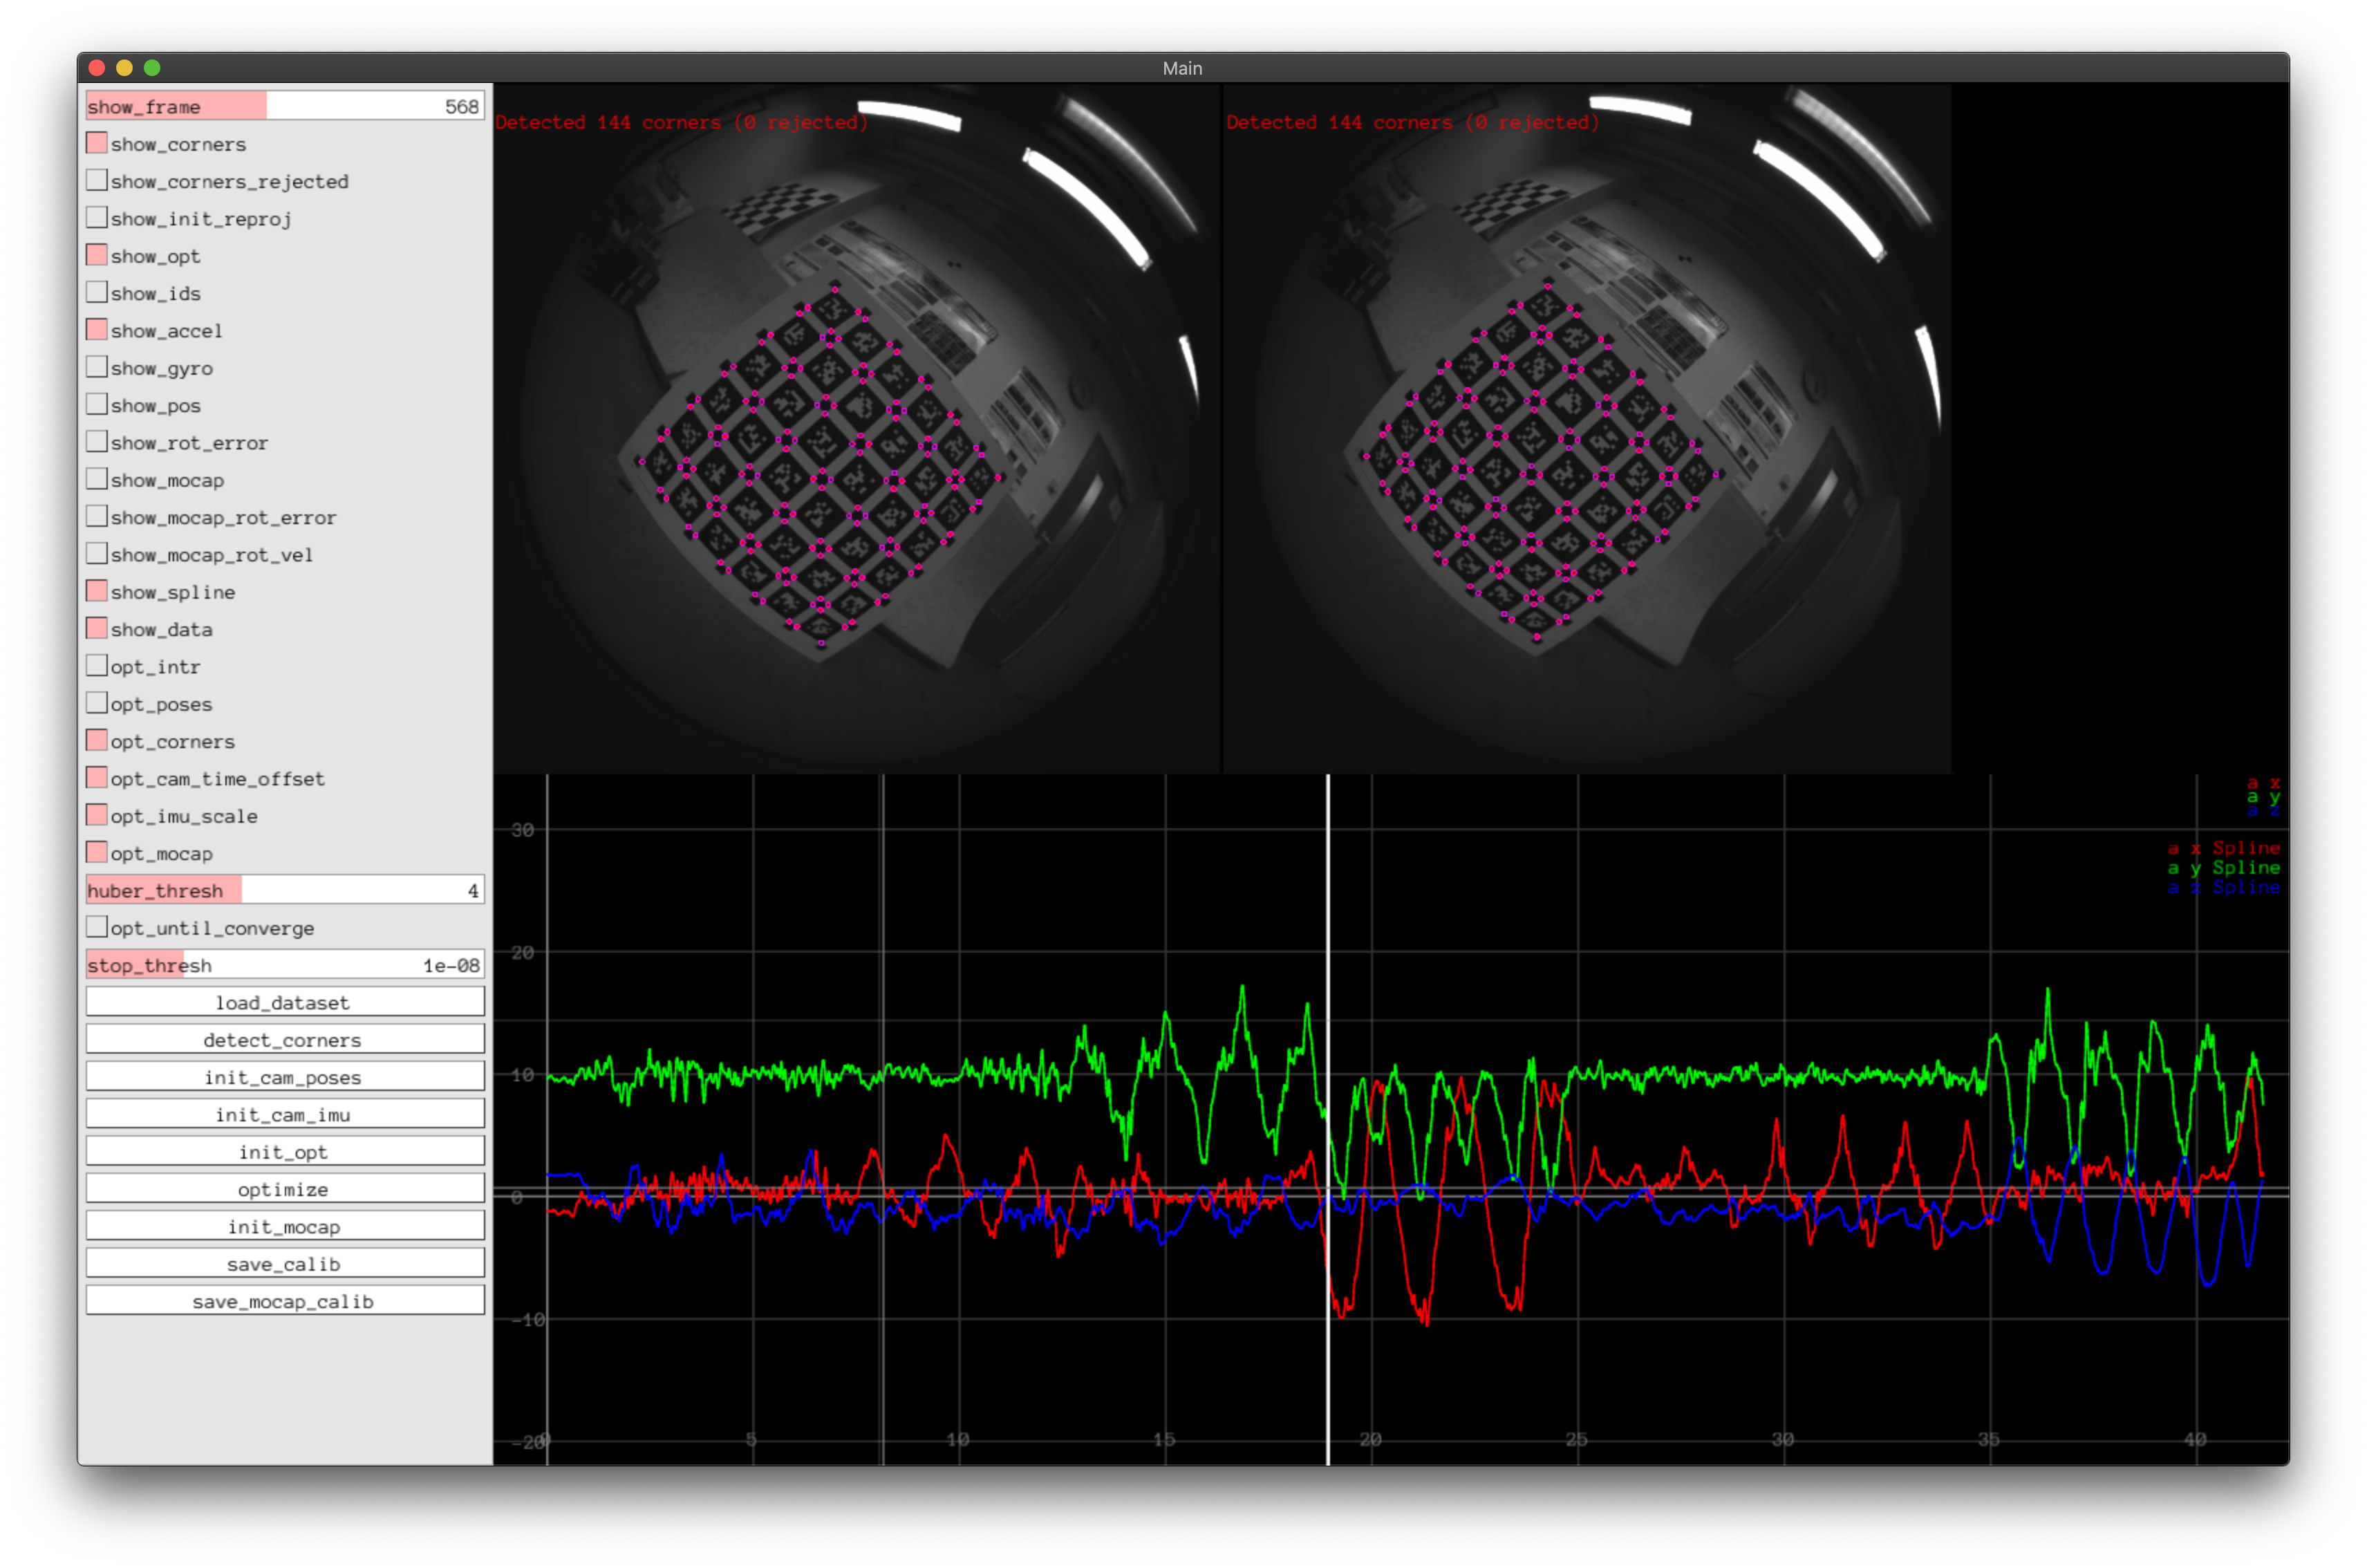 Main
show_frame 568
show_corners
show_corners_rejected
show_init_reproj
show_opt
show_ids
show_accel
show_gyro
show_pos
show_rot_error
show_mocap
show_mocap_rot_error
show_mocap_rot_vel
show_spline
show_data
opt_intr
opt_poses
opt_corners
opt_cam_time_offset
opt_imu_scale
opt_mocap
huber_thresh 4
opt_until_converge
stop_thresh 1e-08
load_dataset
detect_corners
init_cam_poses
init_cam_imu
init_opt
optimize
init_mocap
save_calib
save_mocap_calib
Detected 144 corners (0 rejected)
Detected 144 corners (0 rejected)
a x
a y
a z
a x Spline
a y Spline
a z Spline
30
20
10
0
-10
-20
0 5 10 15 20 25 30 35 40